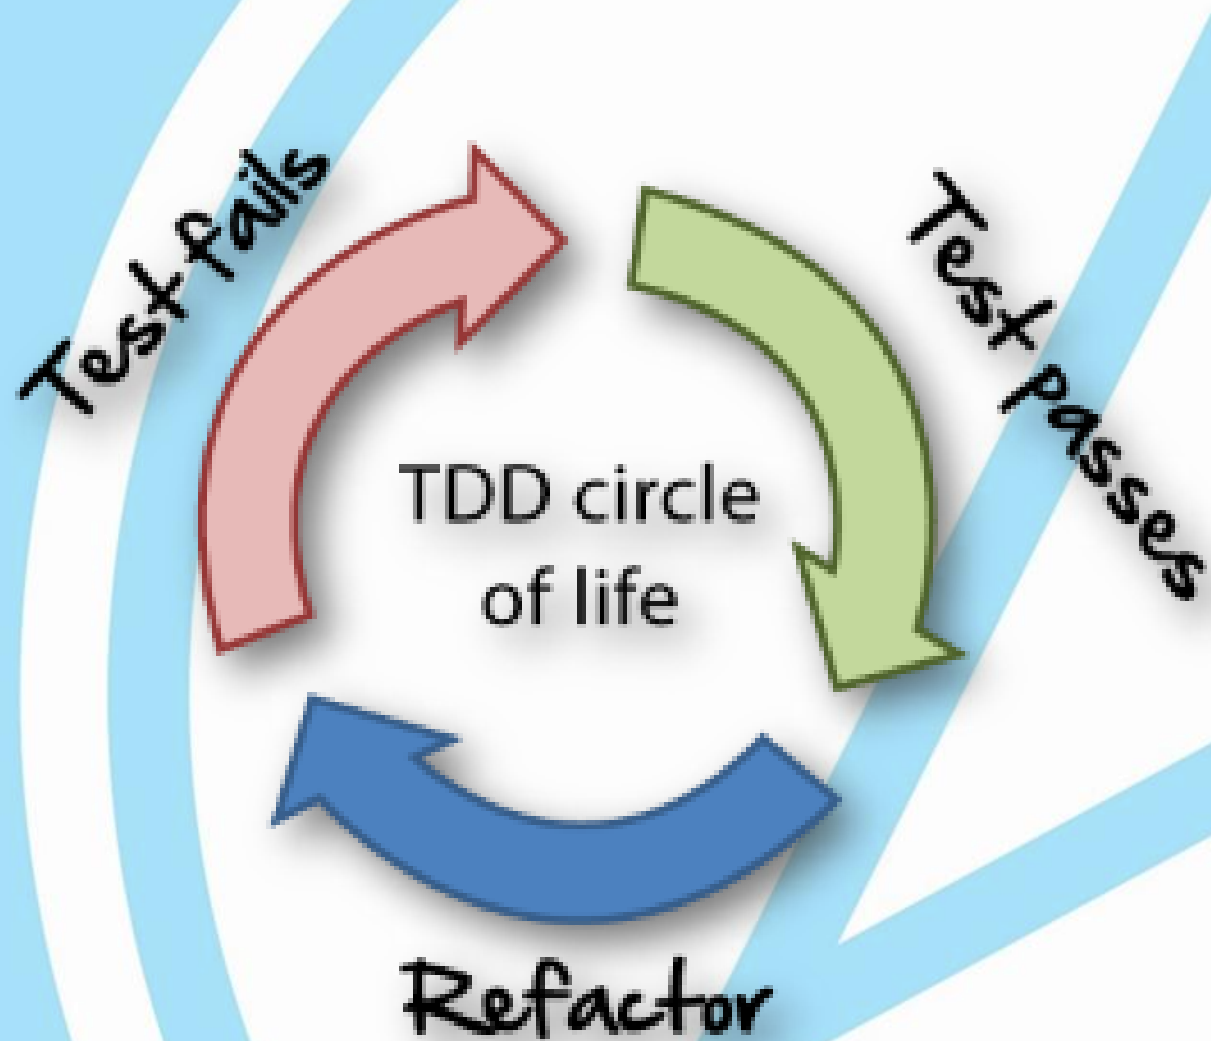 Test fails
Test passes
TDD circle
of life
Refactor